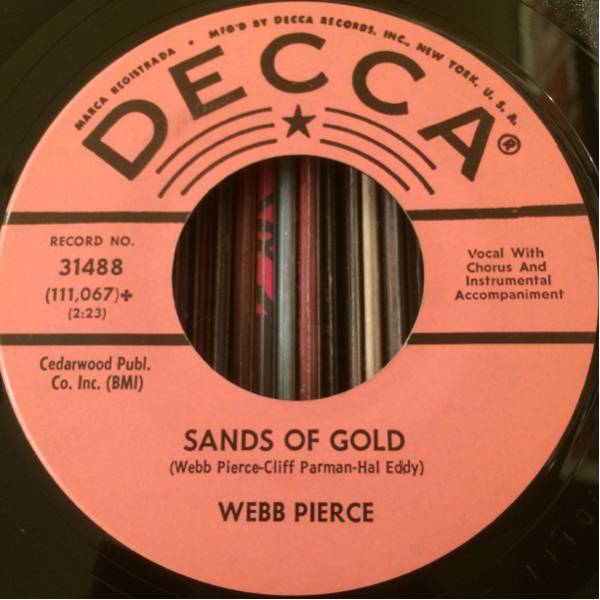 MARCA REGISTRADA • MFG'D BY DECCA RECORDS, INC., NEW YORK, U. S. A.
DECCA®
RECORD NO.
31488
(111,067)+
(2:23)
Vocal With
Chorus And
Instrumental
Accompaniment
Cedarwood Publ.
Co. Inc. (BMI)
SANDS OF GOLD
(Webb Pierce-Cliff Parman-Hal Eddy)
WEBB PIERCE